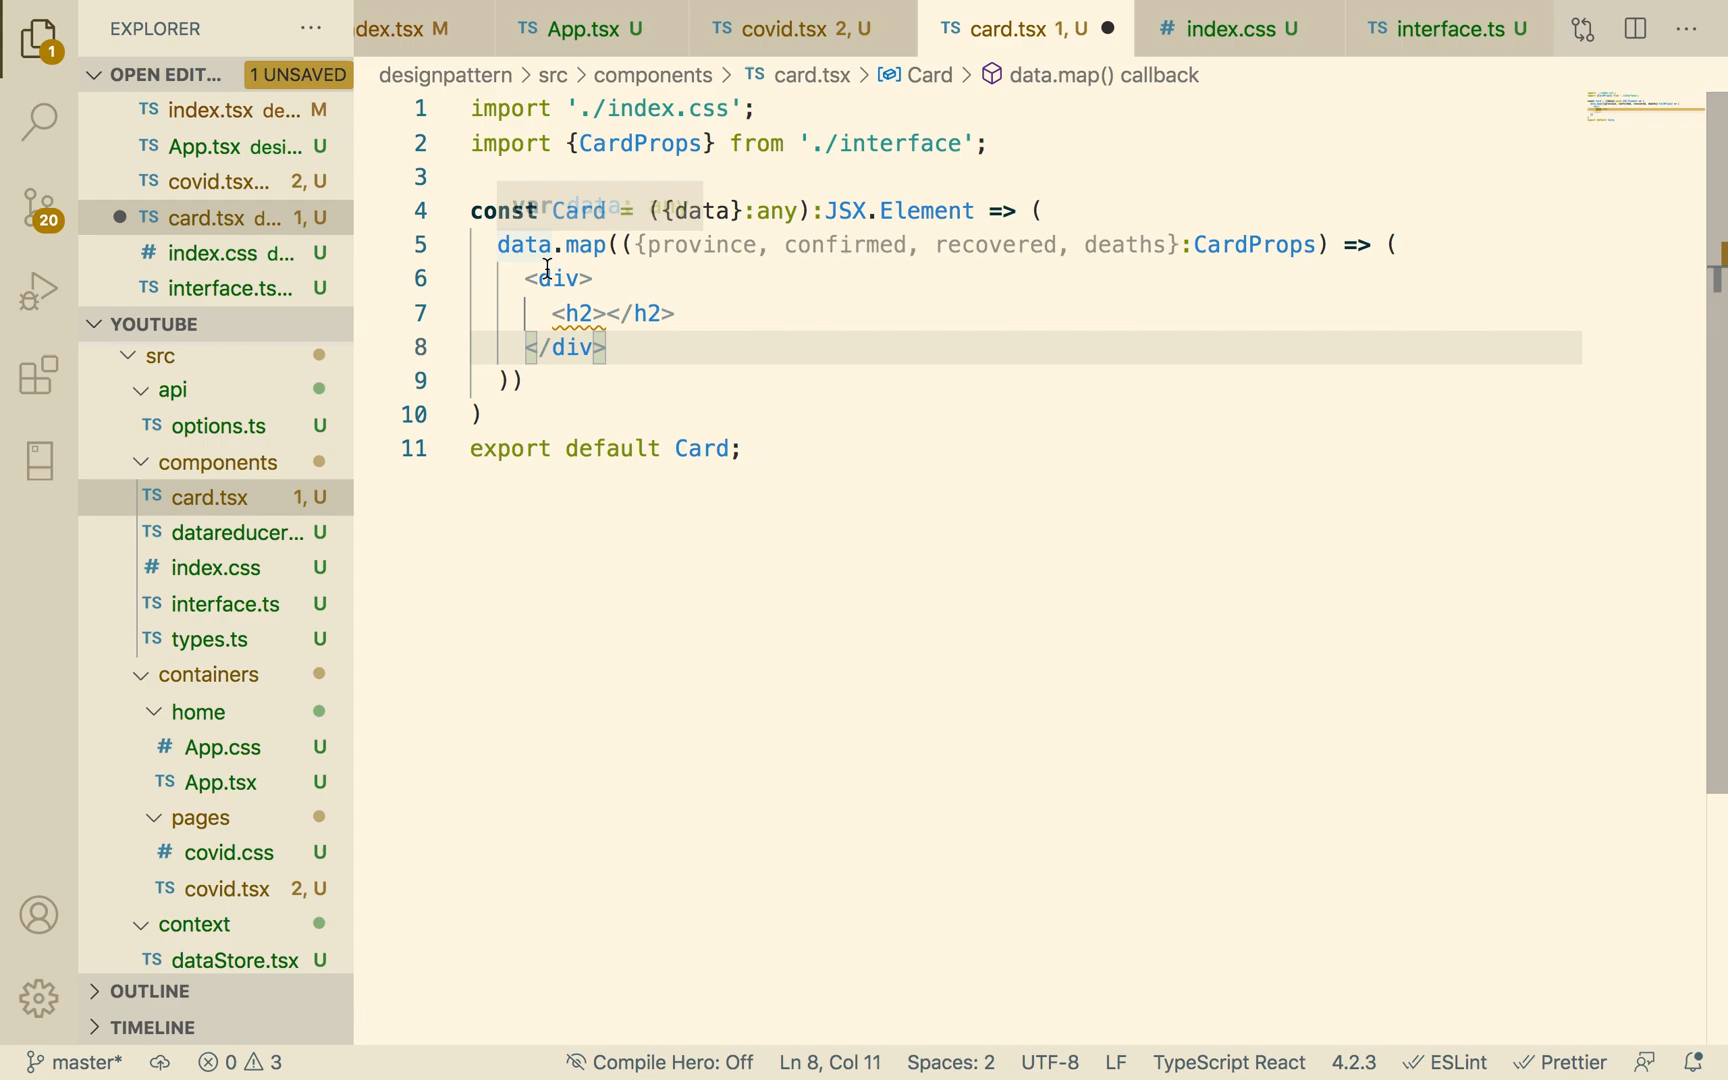 EXPLORER ...
dex.tsx M
TS App.tsx U
TS covid.tsx 2, U
TS card.tsx 1, U
# index.css U
TS interface.ts U
OPEN EDIT... 1 UNSAVED
TS index.tsx de... M
TS App.tsx desi... U
TS covid.tsx... 2, U
TS card.tsx d... 1, U
# index.css d... U
TS interface.ts... U
YOUTUBE
src
api
TS options.ts U
components
TS card.tsx 1, U
TS datareducer... U
# index.css U
TS interface.ts U
TS types.ts U
containers
home
# App.css U
TS App.tsx U
pages
# covid.css U
TS covid.tsx 2, U
context
TS dataStore.tsx U
OUTLINE
TIMELINE
1
20
designpattern > src > components > TS card.tsx > Card > data.map() callback
1 import './index.css';
2 import {CardProps} from './interface';
3
4 const Card = ({data}:any):JSX.Element => (
var data: any
5 data.map(({province, confirmed, recovered, deaths}:CardProps) => (
6 <div>
7 <h2></h2>
8 </div>
9 ))
10 )
11 export default Card;
master* 0 3 Compile Hero: Off Ln 8, Col 11 Spaces: 2 UTF-8 LF TypeScript React 4.2.3 ESLint Prettier